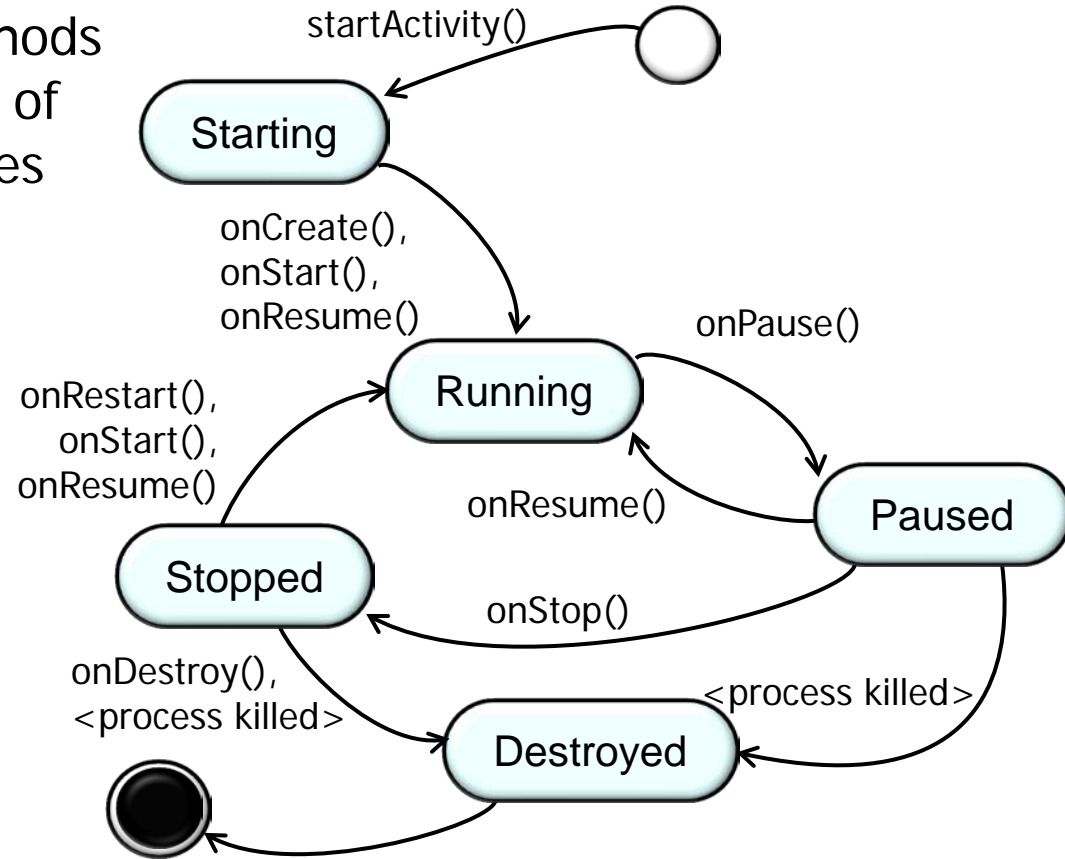 hods
of
es
startActivity()
Starting
onCreate(),
onStart(),
onResume()
onPause()
Running
onRestart(),
onStart(),
onResume()
onResume()
Paused
Stopped
onStop()
onDestroy(),
<process killed>
<process killed>
Destroyed